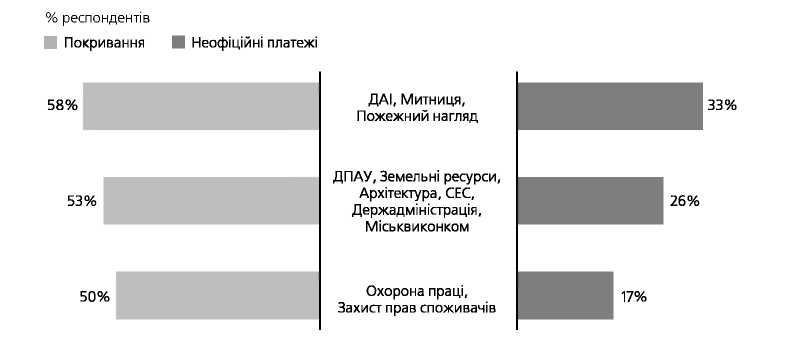 % респондентів
Покривання
Неофіційні платежі
58%
ДАІ, Митниця,
Пожежний нагляд
33%
53%
ДПАУ, Земельні ресурси,
Архітектура, СЕС,
Держадміністрація,
Міськвиконком
26%
50%
Охорона праці,
Захист прав споживачів
17%